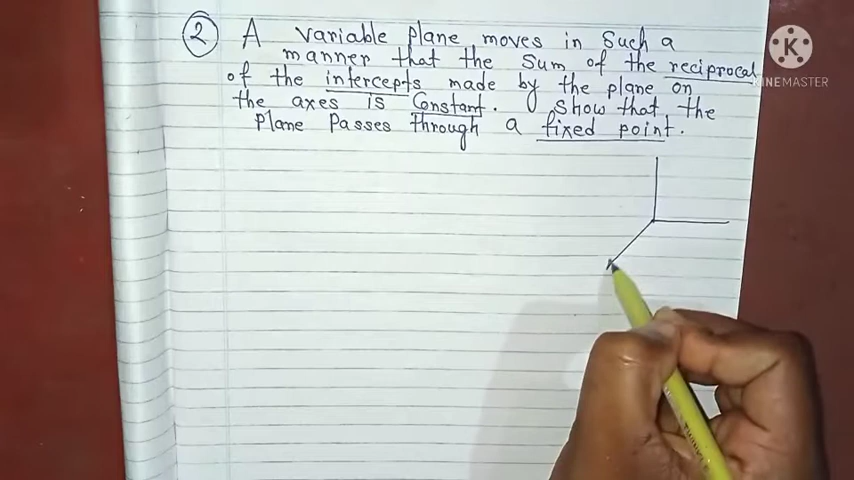 2 A variable plane moves in such a
manner that the sum of the reciprocal
of the intercepts made by the plane on
the axes is Constant. Show that the
Plane Passes through a fixed point.
K
KINEMASTER